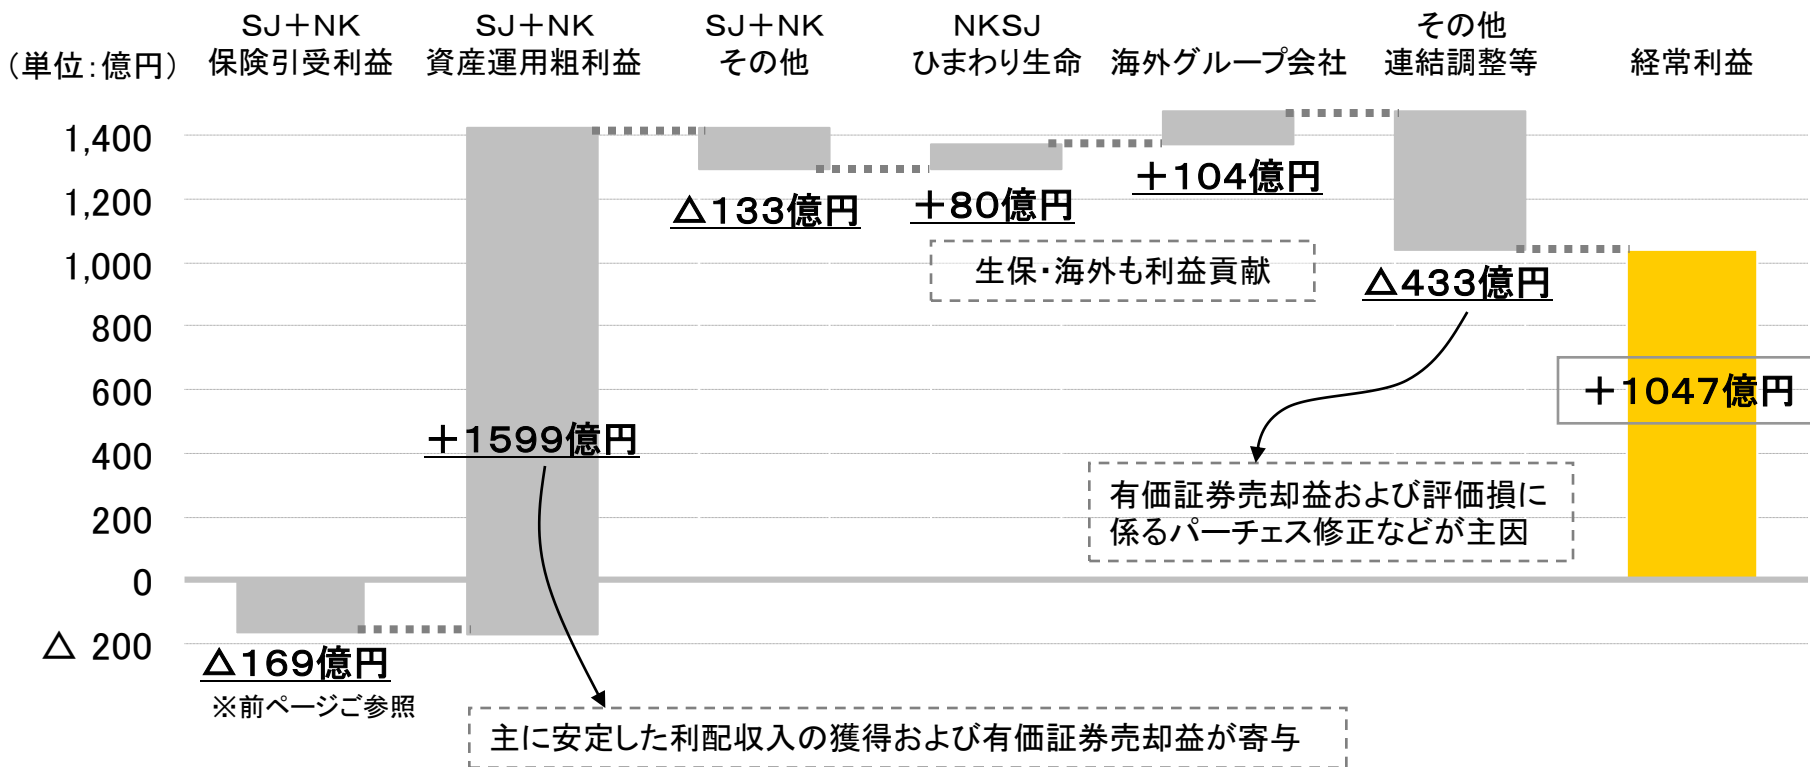 （単位：億円）
SJ＋NK
保険引受利益
SJ＋NK
資産運用粗利益
SJ＋NK
その他
NKSJ
ひまわり生命
海外グループ会社
その他
連結調整等
経常利益
1,400
1,200
1,000
800
600
400
200
0
△ 200
△169億円
※前ページご参照
＋1599億円
△133億円
＋80億円
＋104億円
△433億円
＋1047億円
生保・海外も利益貢献
有価証券売却益および評価損に
係るパーチェス修正などが主因
主に安定した利配収入の獲得および有価証券売却益が寄与